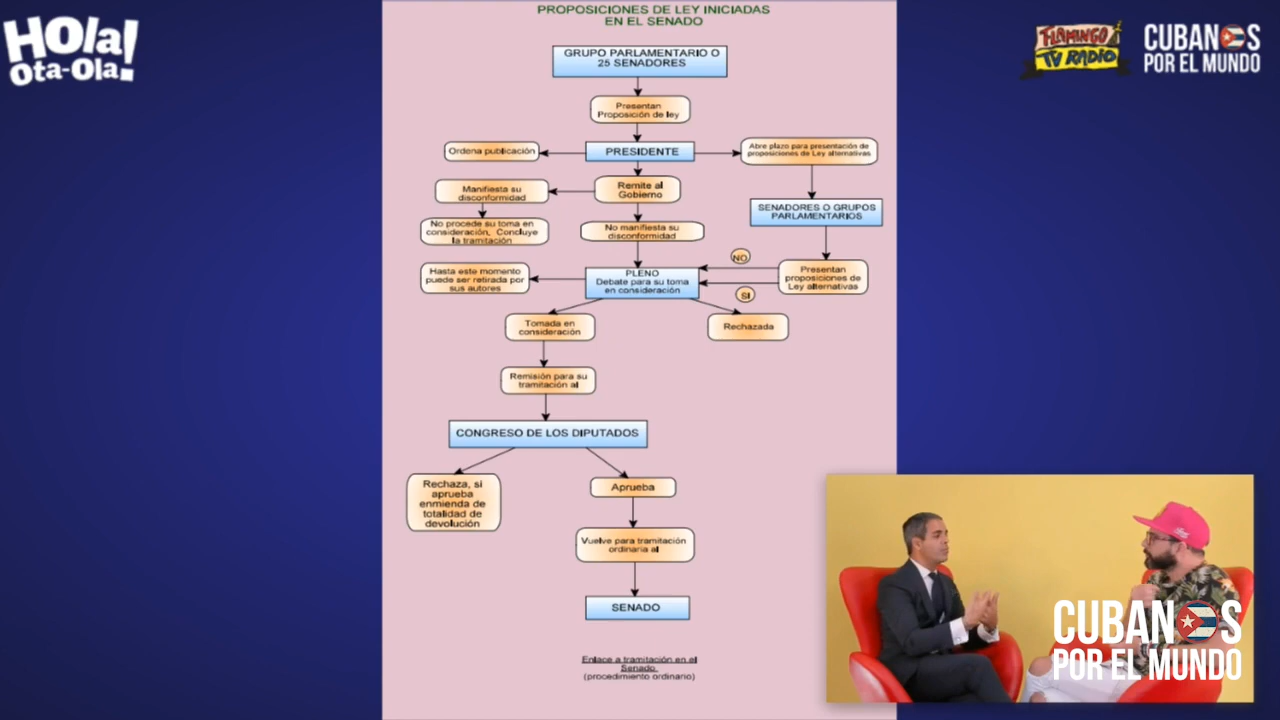 Hola!
Ota-Ola!
FLAMINGO
TV RADIO
CUBANOS
POR EL MUNDO
PROPOSICIONES DE LEY INICIADAS
EN EL SENADO
GRUPO PARLAMENTARIO O
25 SENADORES
Presentan
Proposición de ley
Ordena publicación
PRESIDENTE
Abre plazo para presentación de
proposiciones de Ley alternativas
Manifiesta su
disconformidad
Remite al
Gobierno
SENADORES O GRUPOS
PARLAMENTARIOS
No procede su toma en
consideración, Concluye
la tramitación
No manifiesta su
disconformidad
NO
Hasta este momento
puede ser retirada por
sus autores
PLENO
Debate para su toma
en consideración
Presentan
proposiciones de
Ley alternativas
SI
Tomada en
consideración
Rechazada
Remisión para su
tramitación al
CONGRESO DE LOS DIPUTADOS
Rechaza, si
aprueba
enmienda de
totalidad de
devolución
Aprueba
Vuelve para tramitación
ordinaria al
SENADO
Enlace a tramitación en el
Senado
(procedimiento ordinario)
CUBANOS
POR EL MUNDO